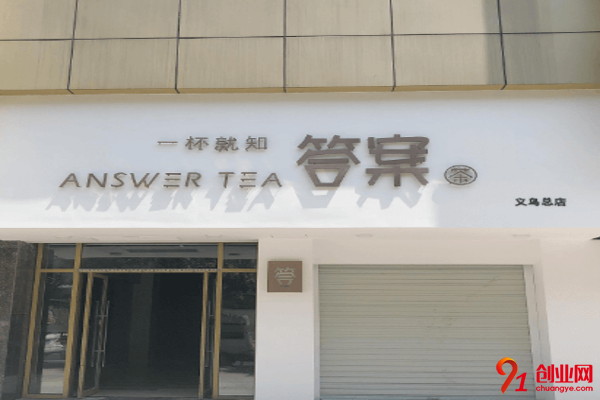 一杯就知
ANSWER TEA
答案
茶
义乌总店
答
91创业网
chuangye.com